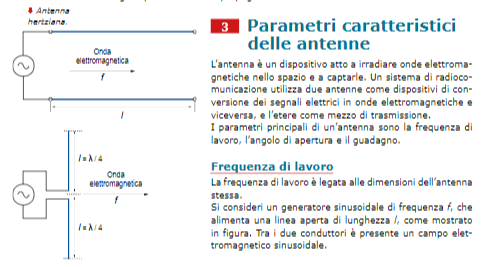 Antenna
hertziana.
Onda
elettromagnetica
f
l
l = λ/4
Onda
elettromagnetica
f
l = λ/4
3 Parametri caratteristici
delle antenne
L'antenna è un dispositivo atto a irradiare onde elettroma-
gnetiche nello spazio e a captarle. Un sistema di radioco-
municazione utilizza due antenne come dispositivi di con-
versione dei segnali elettrici in onde elettromagnetiche e
viceversa, e l'etere come mezzo di trasmissione.
I parametri principali di un'antenna sono la frequenza di
lavoro, l'angolo di apertura e il guadagno.
Frequenza di lavoro
La frequenza di lavoro è legata alle dimensioni dell'antenna
stessa.
Si consideri un generatore sinusoidale di frequenza f, che
alimenta una linea aperta di lunghezza l, come mostrato
in figura. Tra i due conduttori è presente un campo elet-
tromagnetico sinusoidale.